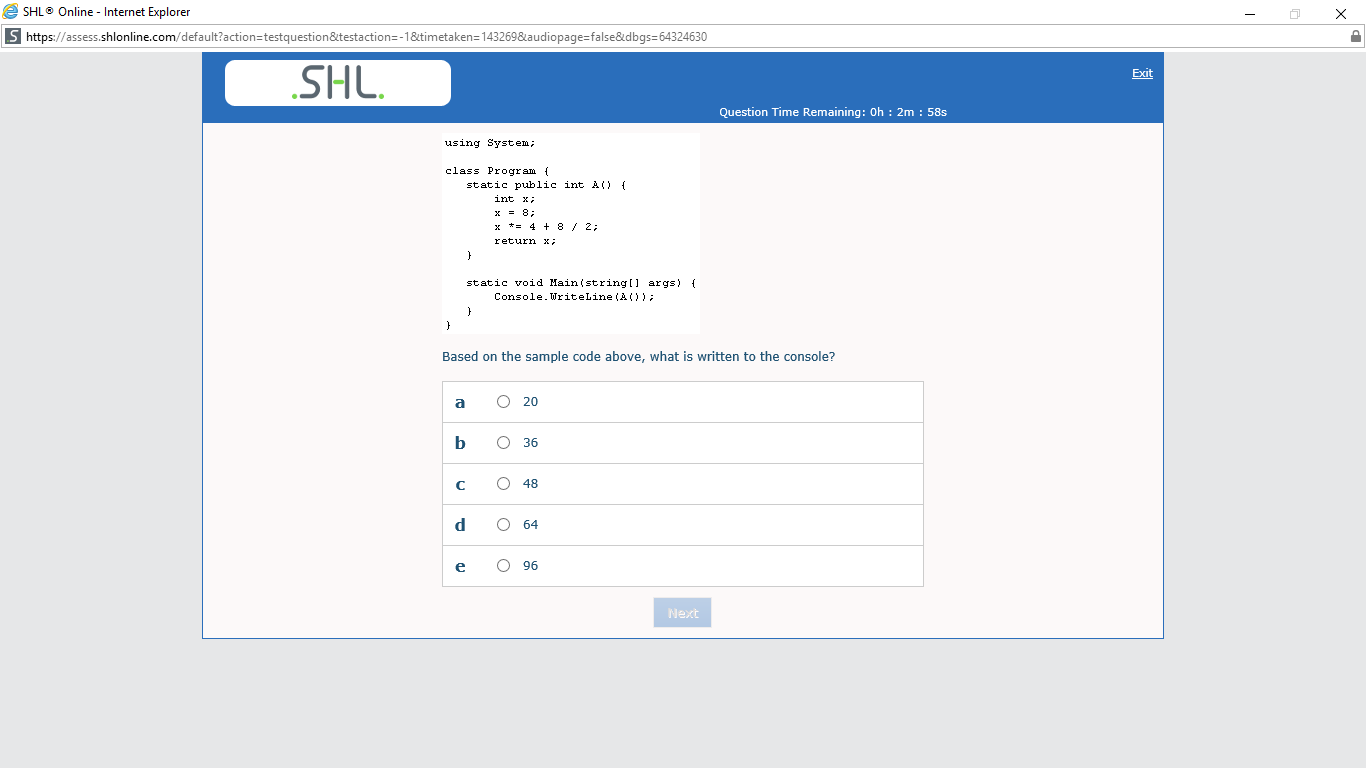 SHL® Online - Internet Explorer
https://assess.shlonline.com/default?action=testquestion&testaction=-1&timetaken=143269&audiopage=false&dbgs=64324630
.SHL.
Exit
Question Time Remaining: 0h : 2m : 58s
using System;
class Program {
static public int A() {
int x;
x = 8;
x *= 4 + 8 / 2;
return x;
}
static void Main(string[] args) {
Console.WriteLine(A());
}
}
Based on the sample code above, what is written to the console?
a 20
b 36
c 48
d 64
e 96
Next